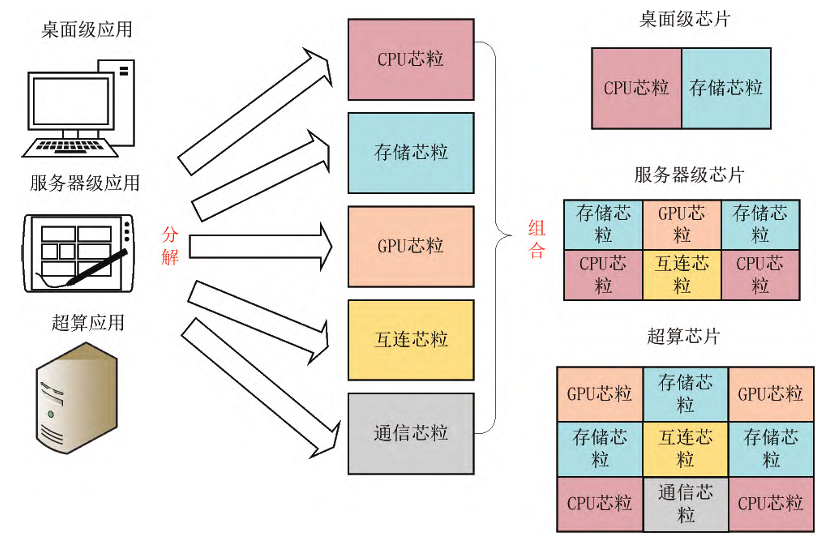 桌面级应用
服务器级应用
超算应用
分
解
CPU芯粒
存储芯粒
GPU芯粒
互连芯粒
通信芯粒
组
合
桌面级芯片
CPU芯粒
存储芯粒
服务器级芯片
存储芯
粒
GPU芯
粒
存储芯
粒
CPU芯
粒
互连芯
粒
CPU芯
粒
超算芯片
GPU芯粒
存储芯
粒
GPU芯粒
存储芯
粒
互连芯
粒
存储芯
粒
CPU芯粒
通信芯
粒
CPU芯粒